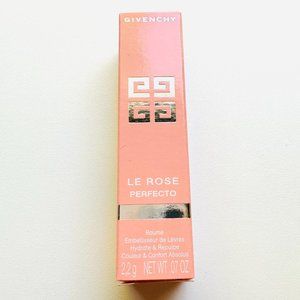 GIVENCHY
LE ROSE
PERFECTO
Baume
Embellisseur de Lèvres
Hydrate & Repulpe
Couleur & Confort Absolus
2.2 g NET WT. .07 OZ.